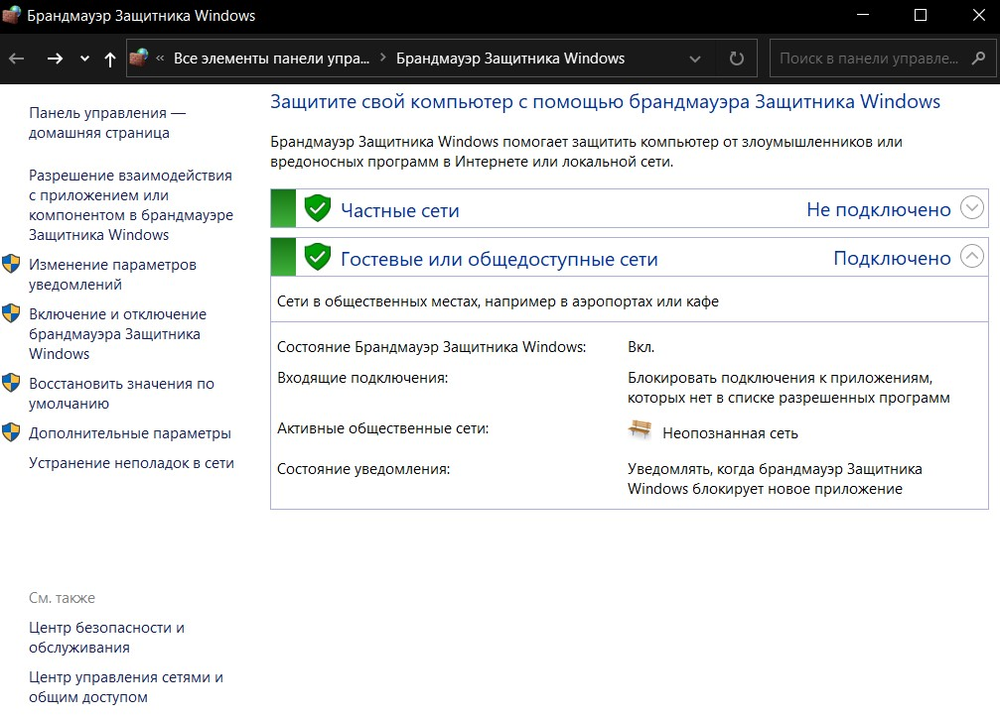 Брандмауэр Защитника Windows
« Все элементы панели упра... > Брандмауэр Защитника Windows
Поиск в панели управле...
Панель управления —
домашняя страница
Разрешение взаимодействия
с приложением или
компонентом в брандмауэре
Защитника Windows
Изменение параметров
уведомлений
Включение и отключение
брандмауэра Защитника
Windows
Восстановить значения по
умолчанию
Дополнительные параметры
Устранение неполадок в сети
См. также
Центр безопасности и
обслуживания
Центр управления сетями и
общим доступом
Защитите свой компьютер с помощью брандмауэра Защитника Windows
Брандмауэр Защитника Windows помогает защитить компьютер от злоумышленников или
вредоносных программ в Интернете или локальной сети.
Частные сети Не подключено
Гостевые или общедоступные сети Подключено
Сети в общественных местах, например в аэропортах или кафе
Состояние Брандмауэр Защитника Windows: Вкл.
Входящие подключения: Блокировать подключения к приложениям,
которых нет в списке разрешенных программ
Активные общественные сети: Неопознанная сеть
Состояние уведомления: Уведомлять, когда брандмауэр Защитника
Windows блокирует новое приложение